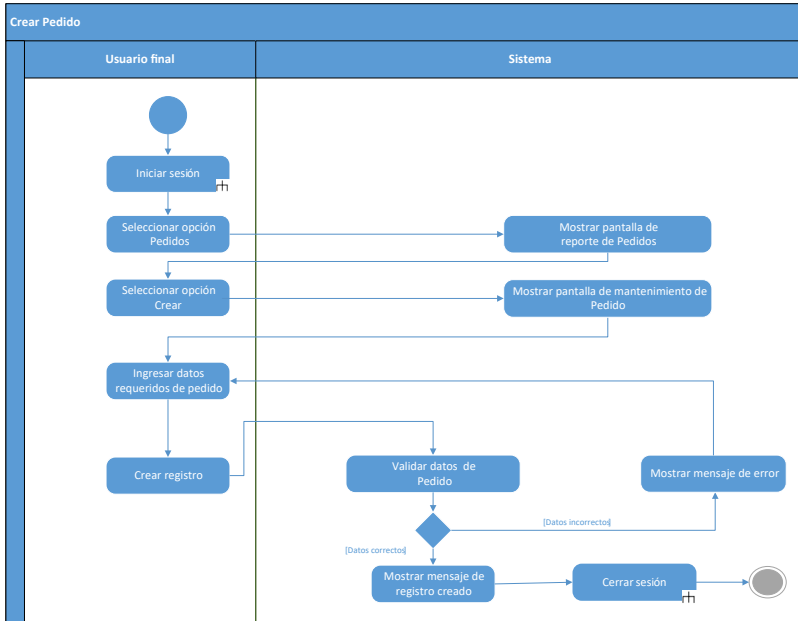 Crear Pedido
Usuario final
Sistema
Iniciar sesión
Seleccionar opción
Pedidos
Mostrar pantalla de
reporte de Pedidos
Seleccionar opción
Crear
Mostrar pantalla de mantenimiento de
Pedido
Ingresar datos
requeridos de pedido
Crear registro
Validar datos de
Pedido
Mostrar mensaje de error
[Datos incorrectos]
[Datos correctos]
Mostrar mensaje de
registro creado
Cerrar sesión